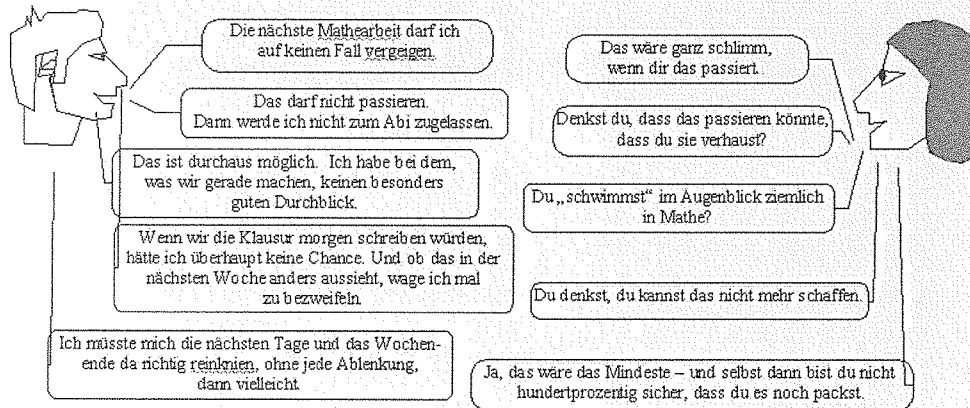 Die nächste Mathearbeit darf ich
auf keinen Fall vergeigen.
Das wäre ganz schlimm,
wenn dir das passiert.
Das darf nicht passieren.
Dann werde ich nicht zum Abi zugelassen.
Denkst du, dass das passieren könnte,
dass du sie verhaust?
Das ist durchaus möglich. Ich habe bei dem,
was wir gerade machen, keinen besonders
guten Durchblick.
Du „schwimmst“ im Augenblick ziemlich
in Mathe?
Wenn wir die Klausur morgen schreiben würden,
hätte ich überhaupt keine Chance. Und ob das in der
nächsten Woche anders aussieht, wage ich mal
zu bezweifeln.
Du denkst, du kannst das nicht mehr schaffen.
Ich müsste mich die nächsten Tage und das Wochen-
ende da richtig reinknien, ohne jede Ablenkung,
dann vielleicht.
Ja, das wäre das Mindeste – und selbst dann bist du nicht
hundertprozentig sicher, dass du es noch packst.